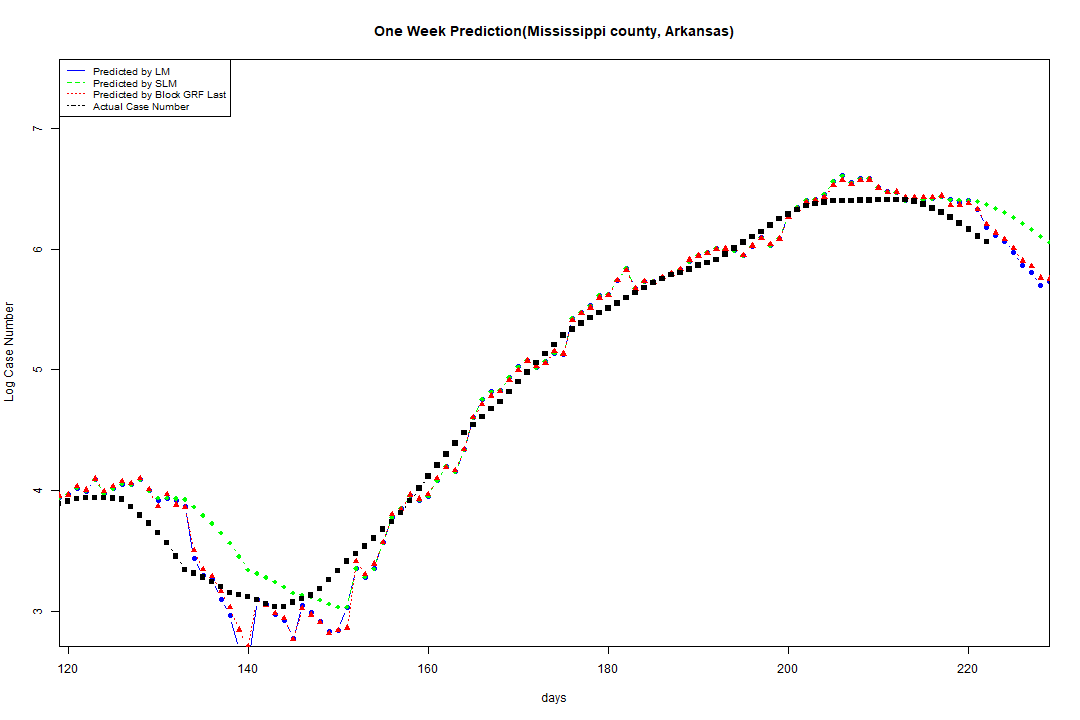 One Week Prediction(Mississippi county, Arkansas)
Predicted by LM
Predicted by SLM
Predicted by Block GRF Last
Actual Case Number
Log Case Number
7
6
5
4
3
120 140 160 180 200 220
days